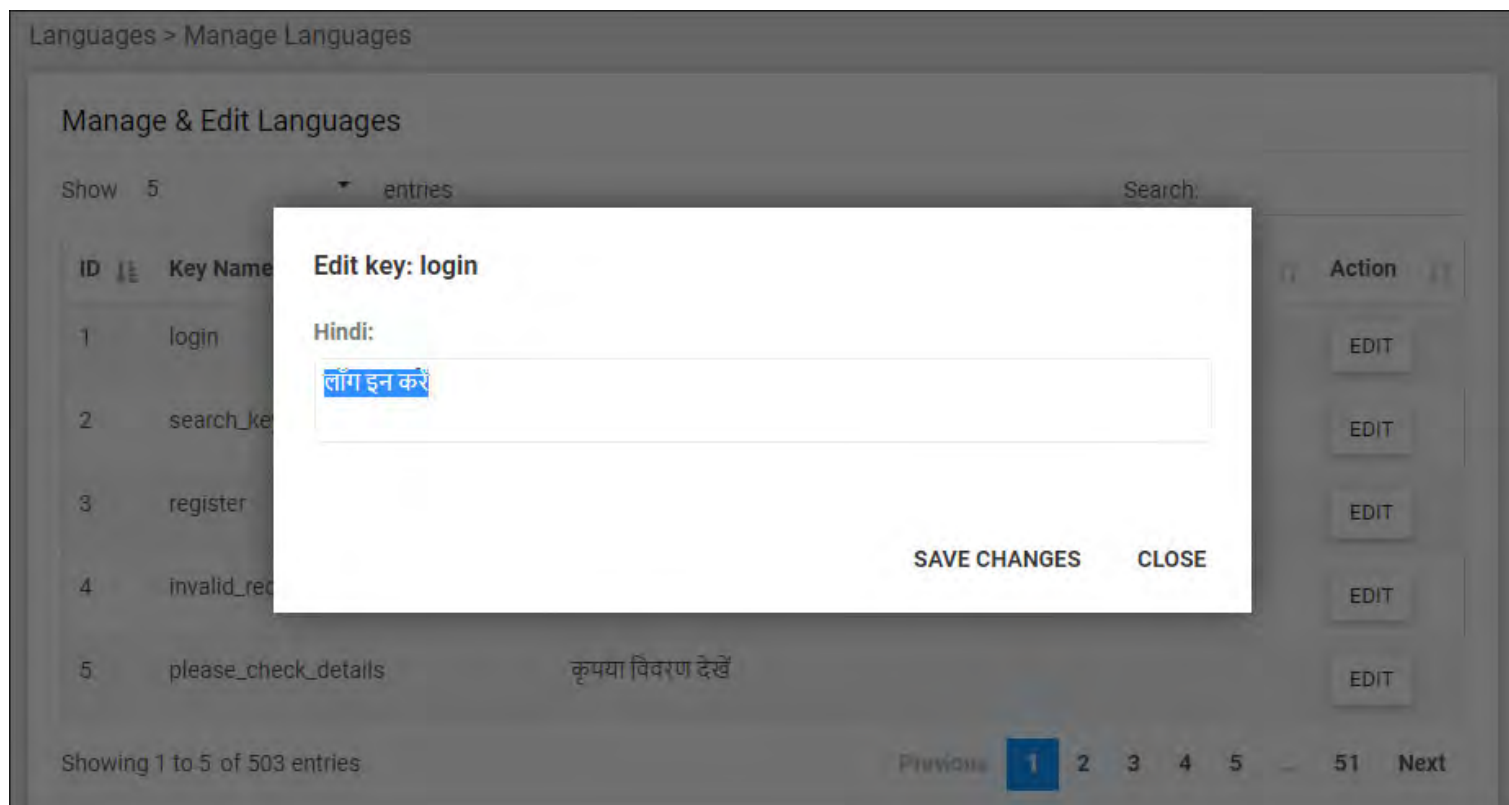 Languages > Manage Languages
Manage & Edit Languages
Show 5 entries Search:
ID Key Name Action
Edit key: login
Hindi:
लॉग इन करें
SAVE CHANGES CLOSE
1 login EDIT
2 EDIT
3 register EDIT
4 EDIT
5 please_check_details कृपया विवरण देखें EDIT
Showing 1 to 5 of 503 entries Previous 1 2 3 4 5 ... 51 Next